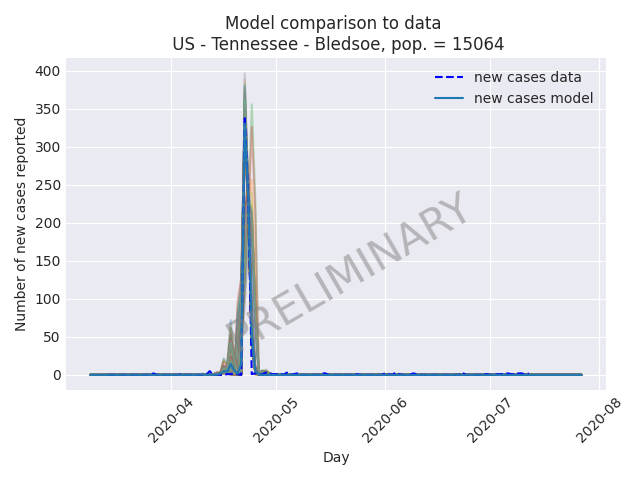 Model comparison to data
US - Tennessee - Bledsoe, pop. = 15064
400
350
300
250
200
150
100
50
0
Number of new cases reported
new cases data
new cases model
PRELIMINARY
2020-04
2020-05
2020-06
2020-07
2020-08
Day